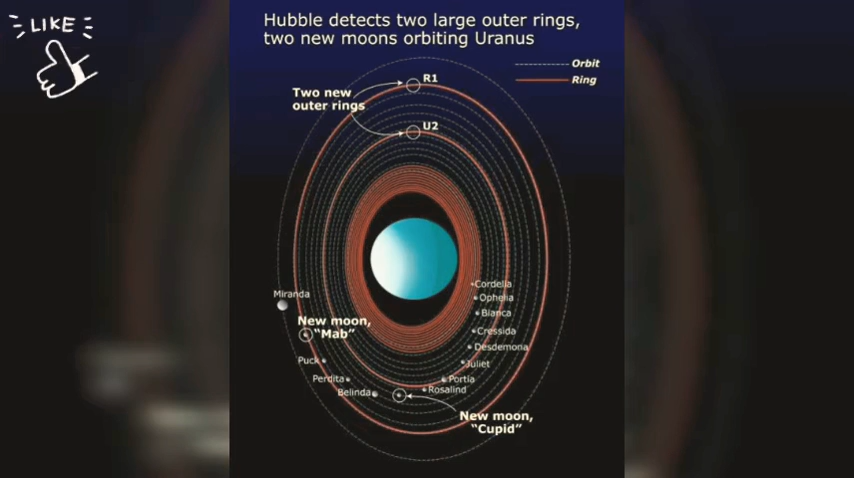 LIKE
Hubble detects two large outer rings,
two new moons orbiting Uranus
Orbit
Ring
R1
Two new
outer rings
U2
Cordelia
Ophelia
Bianca
Cressida
Desdemona
Juliet
Portia
Rosalind
Miranda
New moon,
“Mab”
Puck
Perdita
Belinda
New moon,
“Cupid”